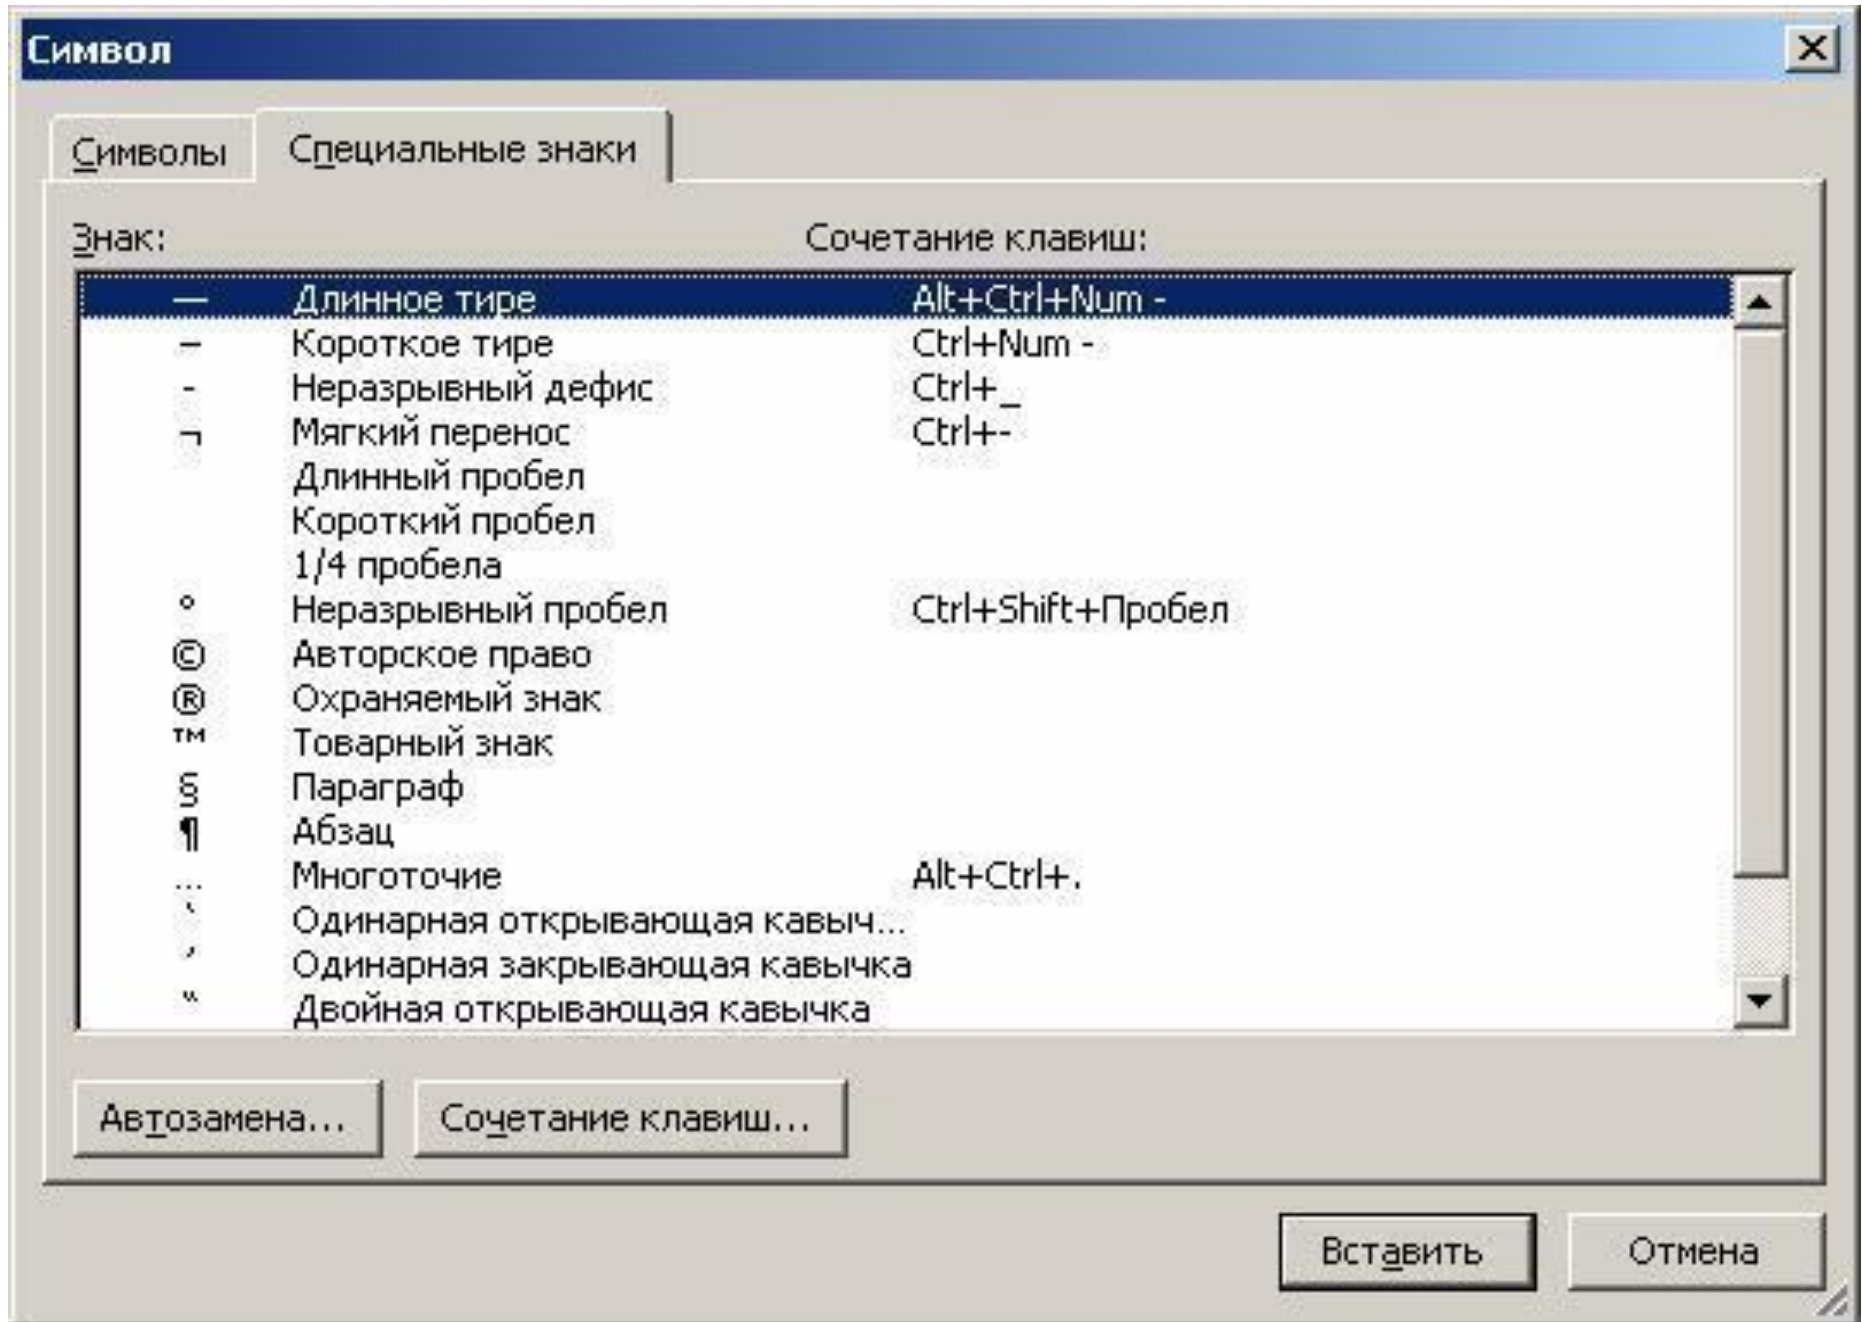 Символ
Символы Специальные знаки
Знак: Сочетание клавиш:
— Длинное тире Alt+Ctrl+Num -
– Короткое тире Ctrl+Num -
- Неразрывный дефис Ctrl+_
¬ Мягкий перенос Ctrl+-
Длинный пробел
Короткий пробел
1/4 пробела
° Неразрывный пробел Ctrl+Shift+Пробел
© Авторское право
® Охраняемый знак
™ Товарный знак
§ Параграф
¶ Абзац
… Многоточие Alt+Ctrl+.
‛ Одинарная открывающая кавыч...
’ Одинарная закрывающая кавычка
“ Двойная открывающая кавычка
Автозамена... Сочетание клавиш...
Вставить Отмена